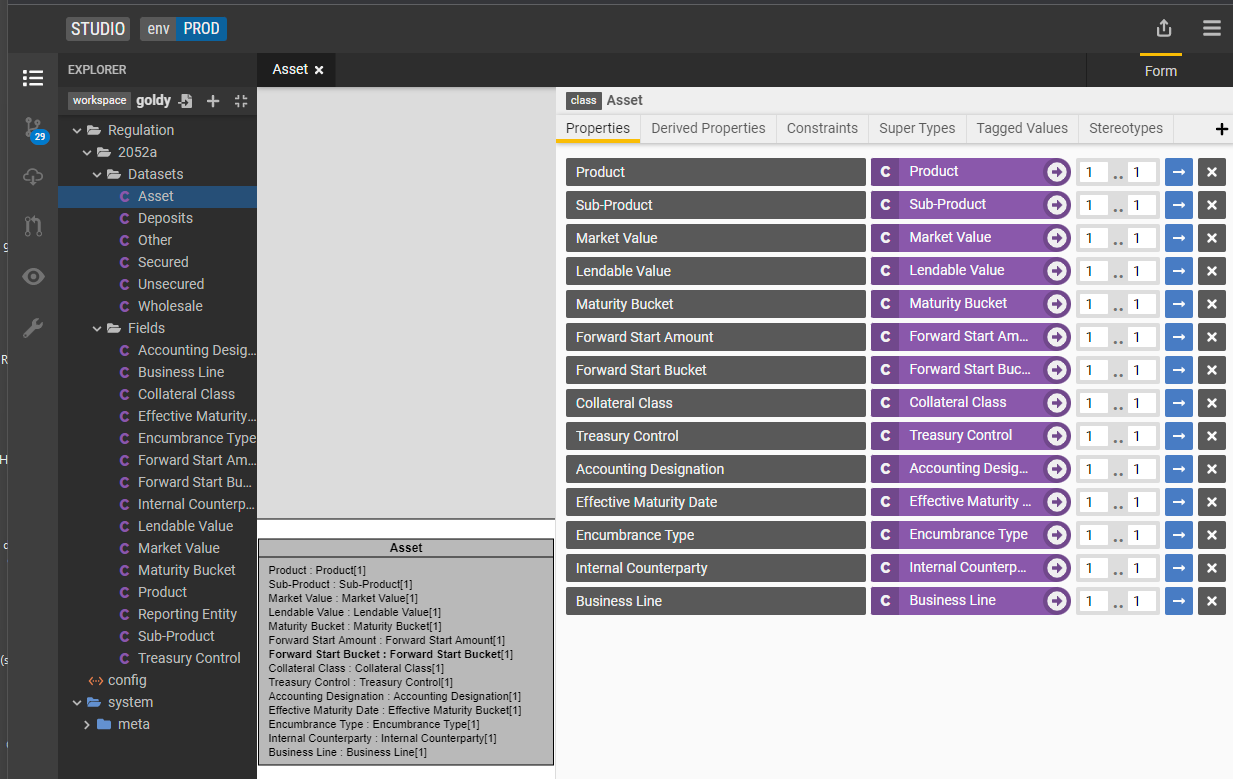 STUDIO env PROD
EXPLORER
Asset ×
Form
workspace goldy
29
Regulation
2052a
Datasets
Asset
Deposits
Other
Secured
Unsecured
Wholesale
Fields
Accounting Desig...
Business Line
Collateral Class
Effective Maturity...
Encumbrance Type
Forward Start Am...
Forward Start Bu...
Internal Counterp...
Lendable Value
Market Value
Maturity Bucket
Product
Reporting Entity
Sub-Product
Treasury Control
config
system
meta
class Asset
Properties Derived Properties Constraints Super Types Tagged Values Stereotypes
Product C Product 1 .. 1
Sub-Product C Sub-Product 1 .. 1
Market Value C Market Value 1 .. 1
Lendable Value C Lendable Value 1 .. 1
Maturity Bucket C Maturity Bucket 1 .. 1
Forward Start Amount C Forward Start Am... 1 .. 1
Forward Start Bucket C Forward Start Buc... 1 .. 1
Collateral Class C Collateral Class 1 .. 1
Treasury Control C Treasury Control 1 .. 1
Accounting Designation C Accounting Desig... 1 .. 1
Effective Maturity Date C Effective Maturity ... 1 .. 1
Encumbrance Type C Encumbrance Type 1 .. 1
Internal Counterparty C Internal Counterp... 1 .. 1
Business Line C Business Line 1 .. 1
Asset
Product : Product[1]
Sub-Product : Sub-Product[1]
Market Value : Market Value[1]
Lendable Value : Lendable Value[1]
Maturity Bucket : Maturity Bucket[1]
Forward Start Amount : Forward Start Amount[1]
Forward Start Bucket : Forward Start Bucket[1]
Collateral Class : Collateral Class[1]
Treasury Control : Treasury Control[1]
Accounting Designation : Accounting Designation[1]
Effective Maturity Date : Effective Maturity Bucket[1]
Encumbrance Type : Encumbrance Type[1]
Internal Counterparty : Internal Counterparty[1]
Business Line : Business Line[1]